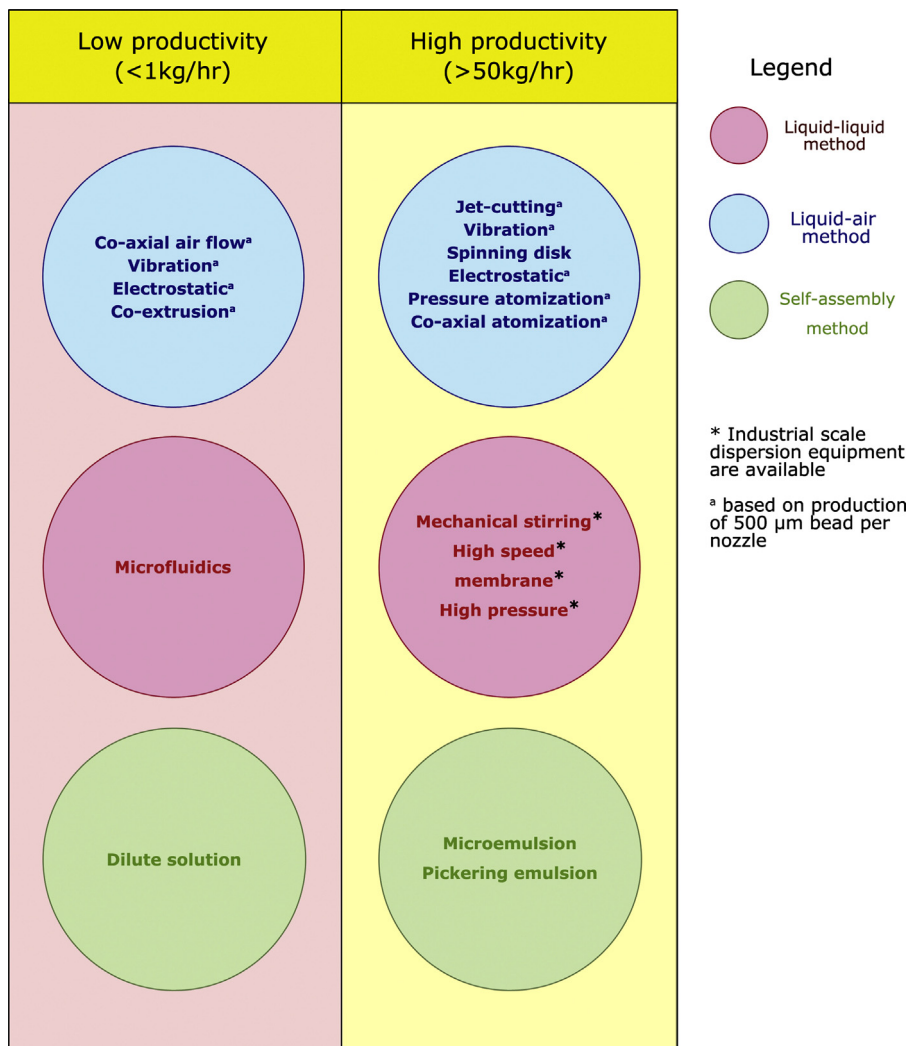 Low productivity
(<1kg/hr)
High productivity
(>50kg/hr)
Co-axial air flowᵃ
Vibrationᵃ
Electrostaticᵃ
Co-extrusionᵃ
Jet-cuttingᵃ
Vibrationᵃ
Spinning disk
Electrostaticᵃ
Pressure atomizationᵃ
Co-axial atomizationᵃ
Microfluidics
Mechanical stirring*
High speed*
membrane*
High pressure*
Dilute solution
Microemulsion
Pickering emulsion
Legend
Liquid-liquid
method
Liquid-air
method
Self-assembly
method
* Industrial scale
dispersion equipment
are available
ᵃ based on production
of 500 µm bead per
nozzle